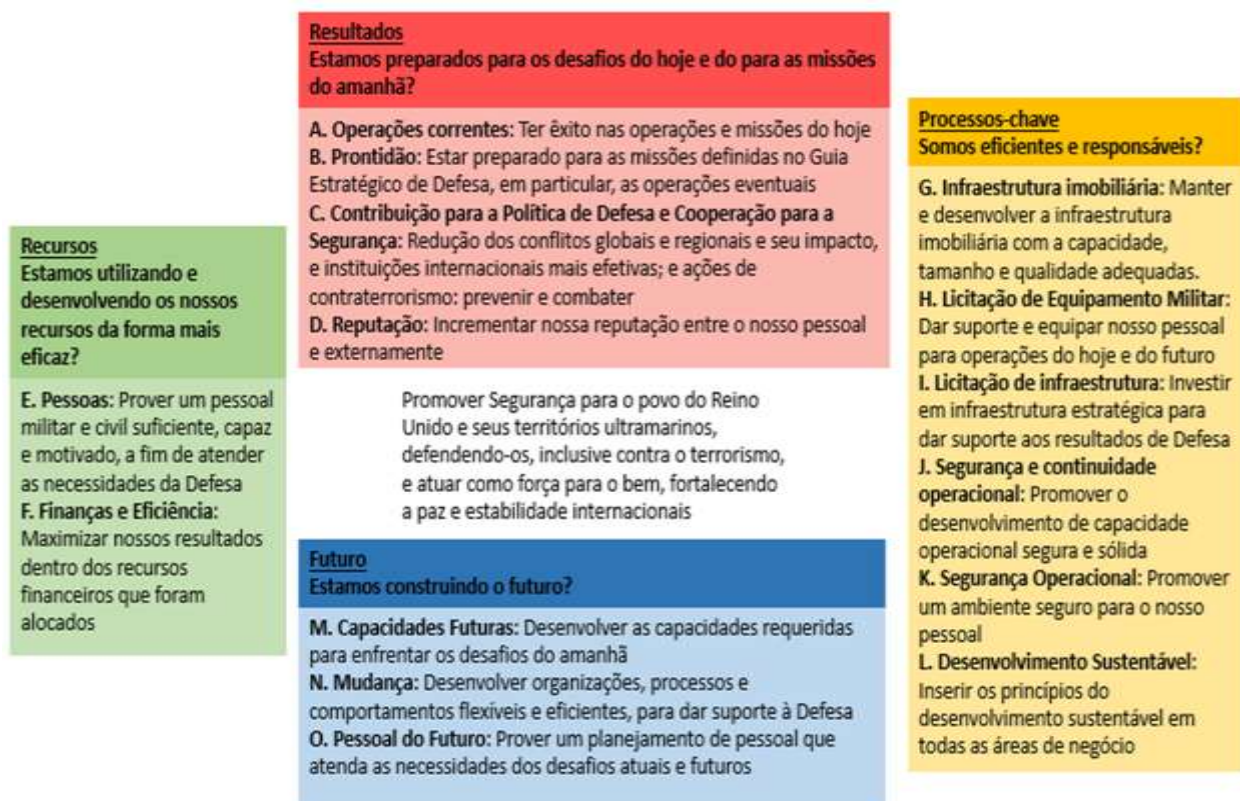 Resultados
Estamos preparados para os desafios do hoje e do para as missões
do amanhã?
A. Operações correntes: Ter êxito nas operações e missões do hoje
B. Prontidão: Estar preparado para as missões definidas no Guia
Estratégico de Defesa, em particular, as operações eventuais
C. Contribuição para a Política de Defesa e Cooperação para a
Segurança: Redução dos conflitos globais e regionais e seu impacto,
e instituições internacionais mais efetivas; e ações de
contraterrorismo: prevenir e combater
D. Reputação: Incrementar nossa reputação entre o nosso pessoal
e externamente
Recursos
Estamos utilizando e
desenvolvendo os nossos
recursos da forma mais
eficaz?
E. Pessoas: Prover um pessoal
militar e civil suficiente, capaz
e motivado, a fim de atender
as necessidades da Defesa
F. Finanças e Eficiência:
Maximizar nossos resultados
dentro dos recursos
financeiros que foram
alocados
Promover Segurança para o povo do Reino
Unido e seus territórios ultramarinos,
defendendo-os, inclusive contra o terrorismo,
e atuar como força para o bem, fortalecendo
a paz e estabilidade internacionais
Processos-chave
Somos eficientes e responsáveis?
G. Infraestrutura imobiliária: Manter
e desenvolver a infraestrutura
imobiliária com a capacidade,
tamanho e qualidade adequadas.
H. Licitação de Equipamento Militar:
Dar suporte e equipar nosso pessoal
para operações do hoje e do futuro
I. Licitação de infraestrutura: Investir
em infraestrutura estratégica para
dar suporte aos resultados de Defesa
J. Segurança e continuidade
operacional: Promover o
desenvolvimento de capacidade
operacional segura e sólida
K. Segurança Operacional: Promover
um ambiente seguro para o nosso
pessoal
L. Desenvolvimento Sustentável:
Inserir os princípios do
desenvolvimento sustentável em
todas as áreas de negócio
Futuro
Estamos construindo o futuro?
M. Capacidades Futuras: Desenvolver as capacidades requeridas
para enfrentar os desafios do amanhã
N. Mudança: Desenvolver organizações, processos e
comportamentos flexíveis e eficientes, para dar suporte à Defesa
O. Pessoal do Futuro: Prover um planejamento de pessoal que
atenda as necessidades dos desafios atuais e futuros